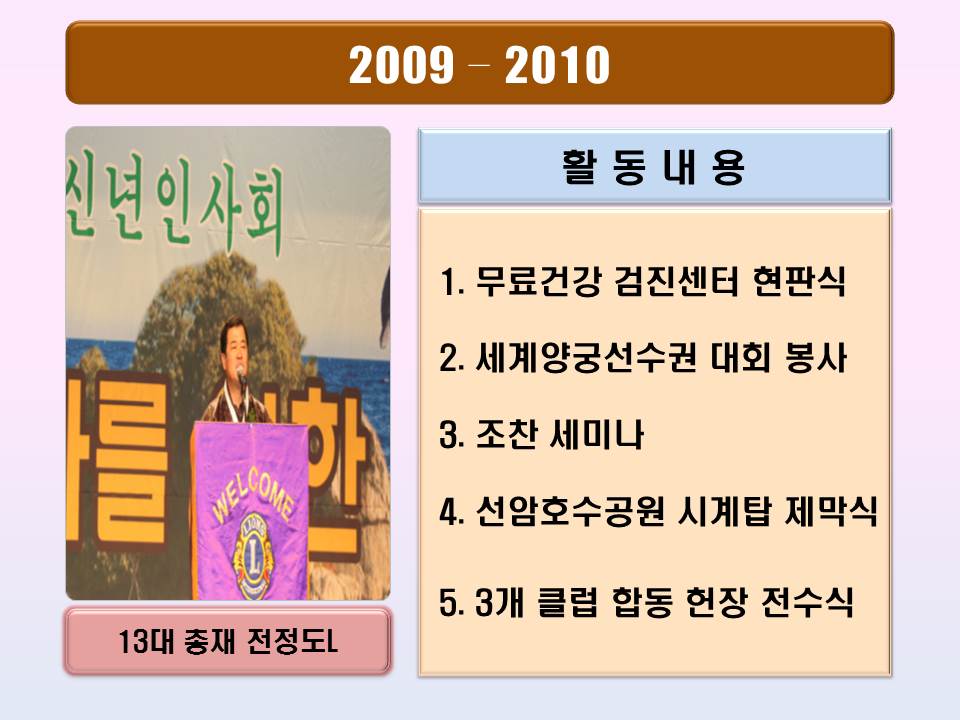 2009 – 2010
신년인사회
를 한
WELCOME
LIONS
L
13대 총재 전정도L
활 동 내 용
1. 무료건강 검진센터 현판식
2. 세계양궁선수권 대회 봉사
3. 조찬 세미나
4. 선암호수공원 시계탑 제막식
5. 3개 클럽 합동 헌장 전수식